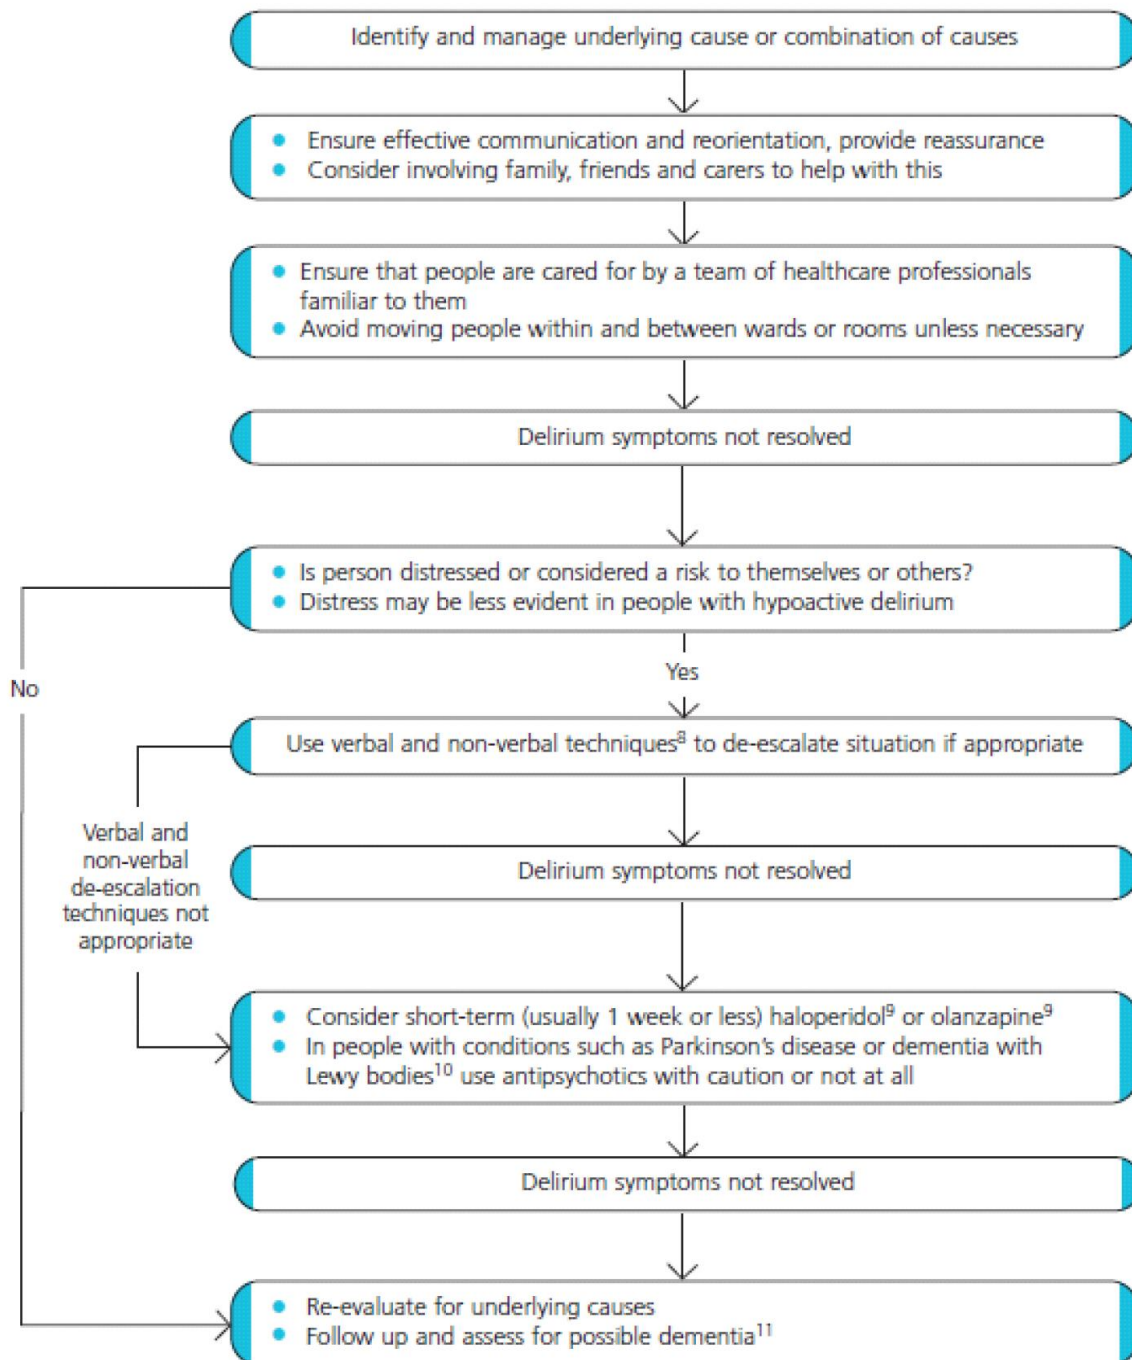 Identify and manage underlying cause or combination of causes
● Ensure effective communication and reorientation, provide reassurance
● Consider involving family, friends and carers to help with this
● Ensure that people are cared for by a team of healthcare professionals
familiar to them
● Avoid moving people within and between wards or rooms unless necessary
Delirium symptoms not resolved
● Is person distressed or considered a risk to themselves or others?
● Distress may be less evident in people with hypoactive delirium
No
Yes
Use verbal and non-verbal techniques⁸ to de-escalate situation if appropriate
Verbal and
non-verbal
de-escalation
techniques not
appropriate
Delirium symptoms not resolved
● Consider short-term (usually 1 week or less) haloperidol⁹ or olanzapine⁹
● In people with conditions such as Parkinson’s disease or dementia with
Lewy bodies¹⁰ use antipsychotics with caution or not at all
Delirium symptoms not resolved
● Re-evaluate for underlying causes
● Follow up and assess for possible dementia¹¹